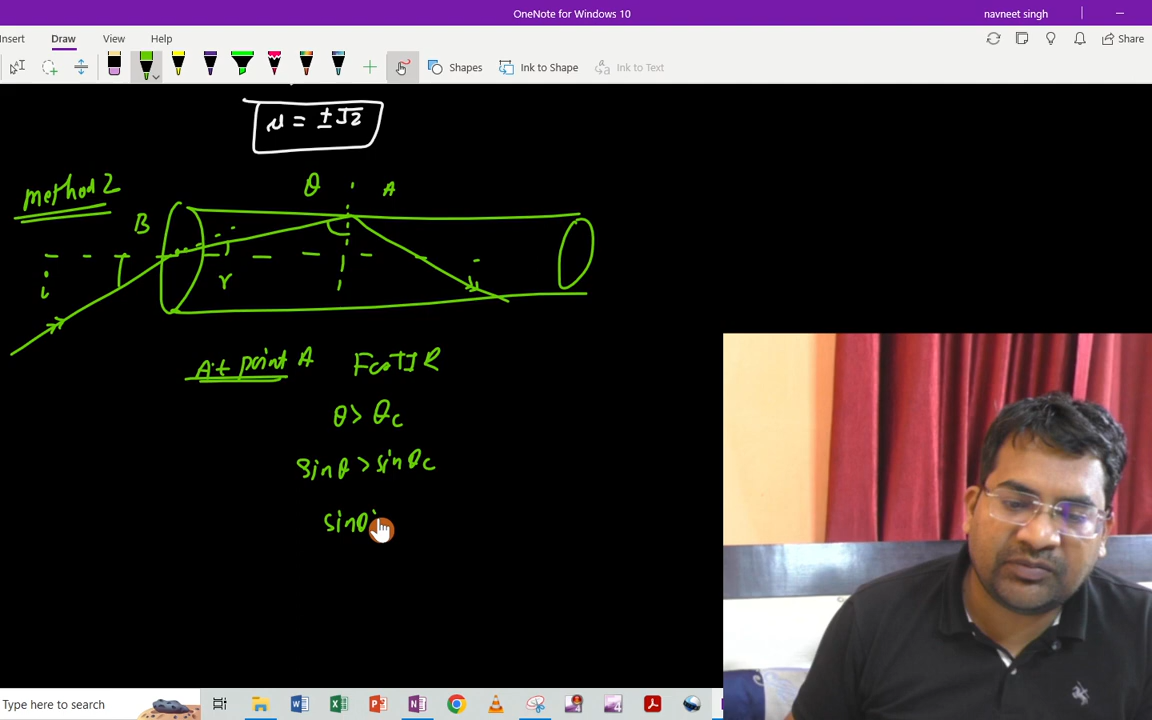 OneNote for Windows 10
navneet singh
Insert
Draw
View
Help
Share
Shapes
Ink to Shape
Ink to Text
μ = ±√2
method 2
θ
A
B
i
r
At point A
For TIR
θ > θc
sinθ > sinθc
sinθ
Type here to search